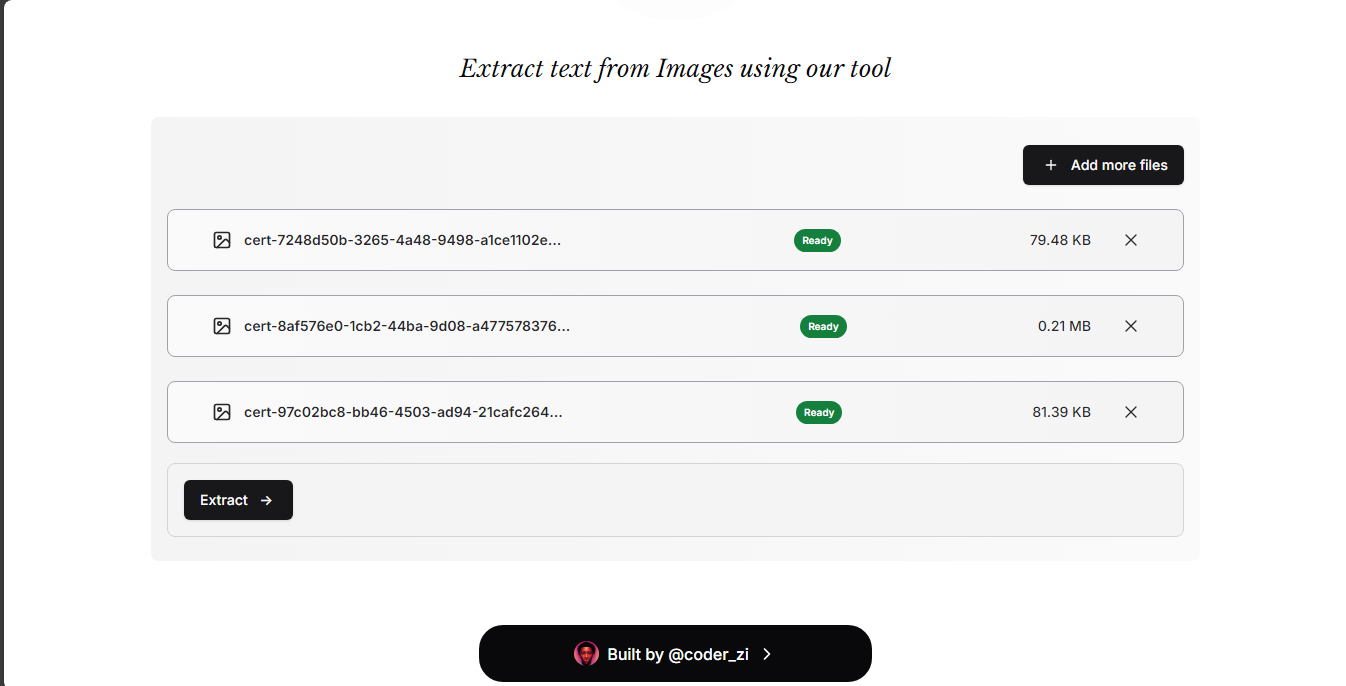 Extract text from Images using our tool
Add more files
cert-7248d50b-3265-4a48-9498-a1ce1102e... Ready 79.48 KB
cert-8af576e0-1cb2-44ba-9d08-a477578376... Ready 0.21 MB
cert-97c02bc8-bb46-4503-ad94-21cafc264... Ready 81.39 KB
Extract
Built by @coder_zi